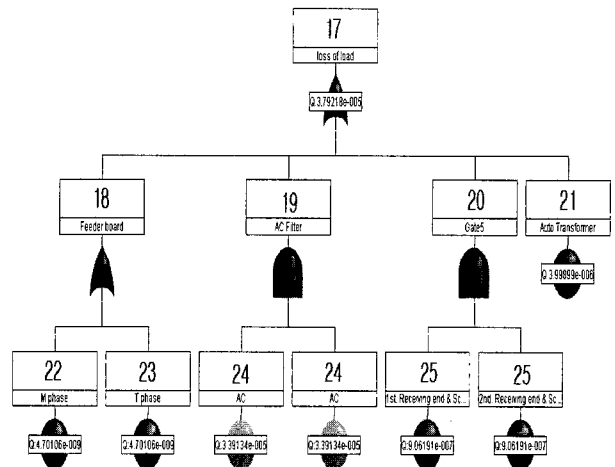 17
loss of load
Q:3.79218e-005
18
Feeder board
19
AC Filter
20
Gate5
21
Auto Transformer
Q:3.99899e-006
22
M phase
23
T phase
24
AC
24
AC
25
1st. Receiving end & Sc...
25
2nd. Receiving end & Sc...
Q:4.70106e-009
Q:4.70106e-009
Q:3.39134e-005
Q:3.39134e-005
Q:9.06191e-007
Q:9.06191e-007